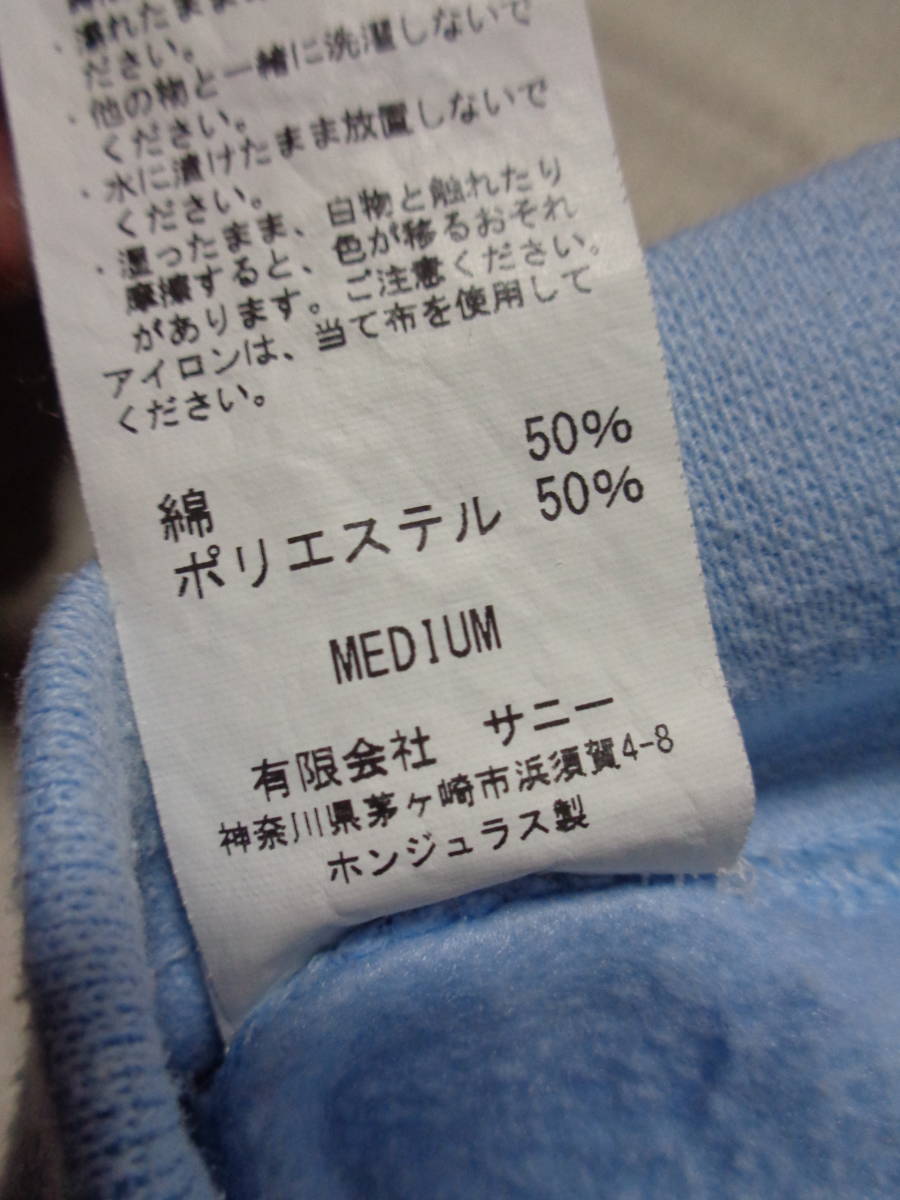 濡れたまま
ださい。
・他の物と一緒に洗濯しないで
ください。
・水に漬けたまま放置しないで
ください。
・湿ったまま、白物と触れたり
摩擦すると、色が移るおそれ
があります。ご注意ください。
アイロンは、当て布を使用して
ください。
綿 50%
ポリエステル 50%
MEDIUM
有限会社 サニー
神奈川県茅ヶ崎市浜須賀4-8
ホンジュラス製